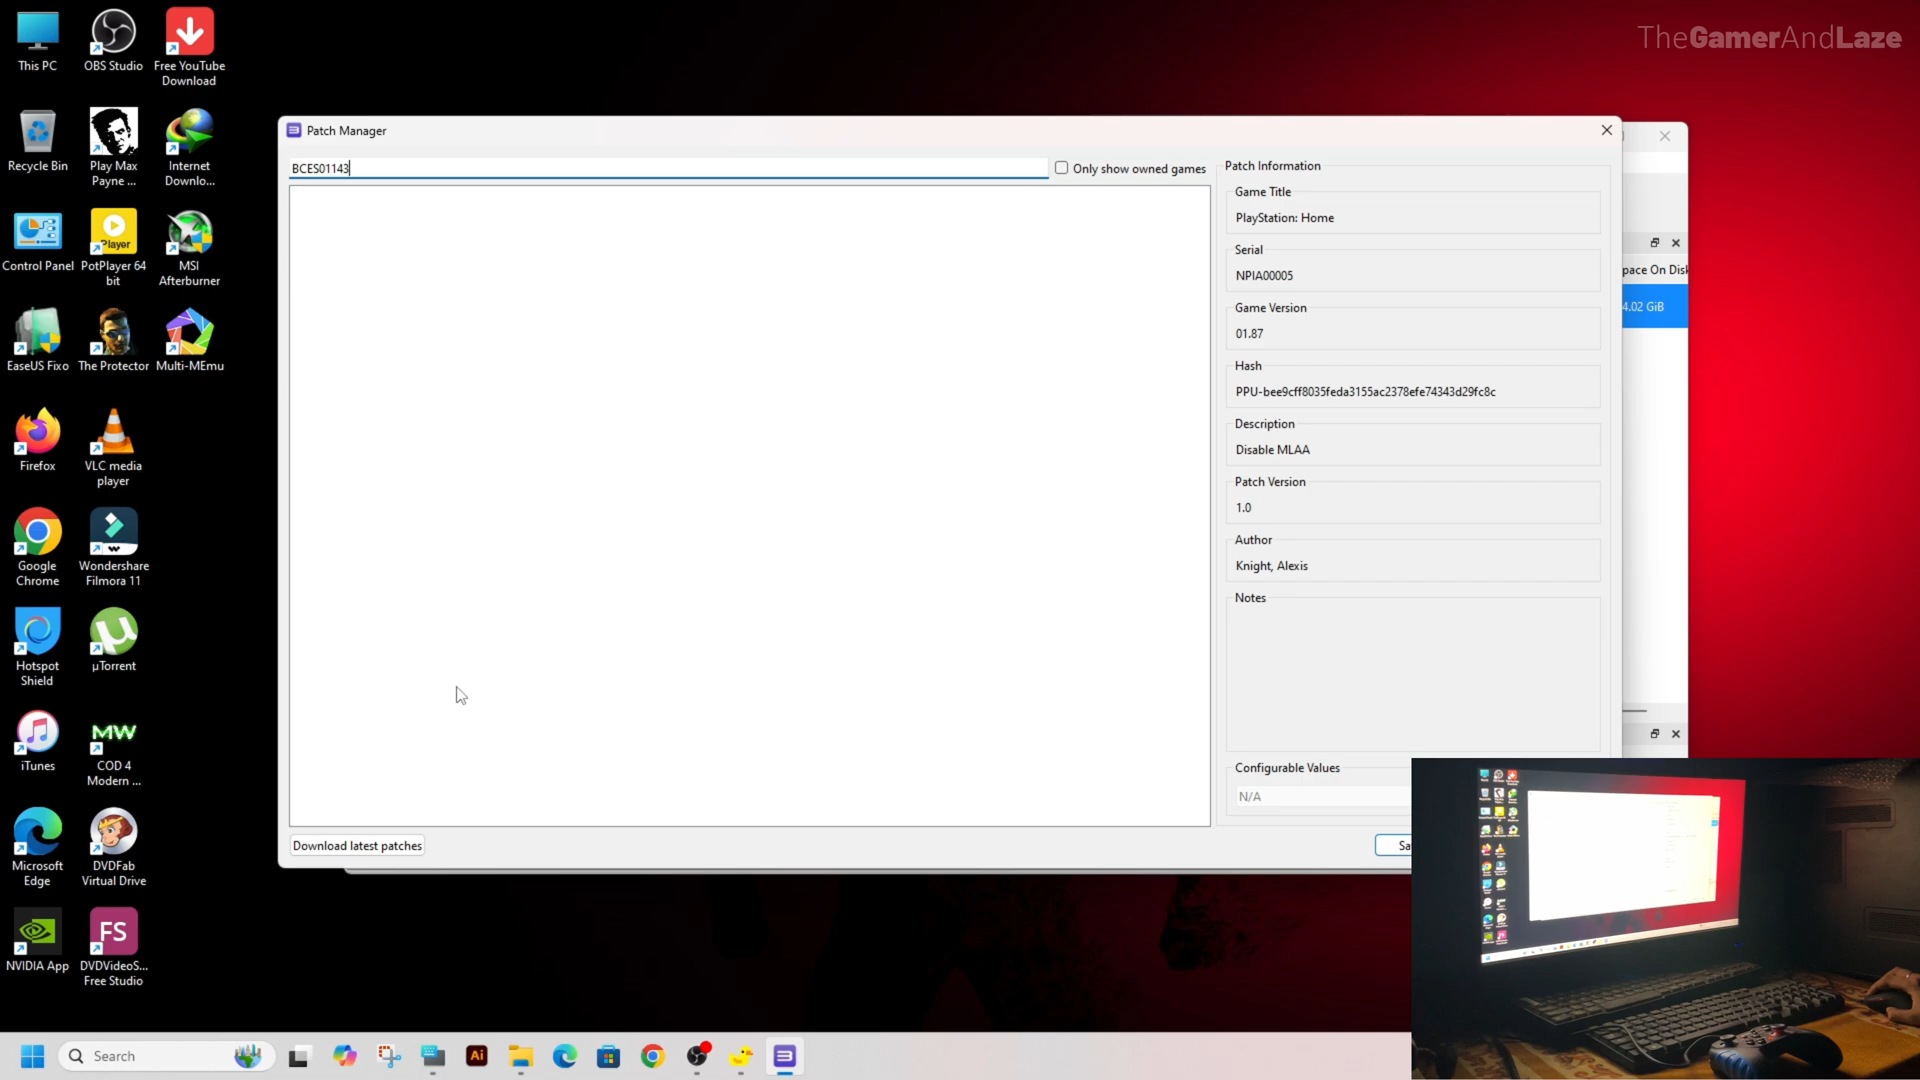 TheGamerAndLaze
This PC
OBS Studio
Free YouTube
Download
Recycle Bin
Play Max
Payne ...
Internet
Downlo...
Control Panel
PotPlayer 64
bit
MSI
Afterburner
EaseUS Fixo
The Protector
Multi-MEmu
Firefox
VLC media
player
Google
Chrome
Wondershare
Filmora 11
Hotspot
Shield
µTorrent
iTunes
MW
COD 4
Modern ...
Microsoft
Edge
DVDFab
Virtual Drive
NVIDIA App
FS
DVDVideoS...
Free Studio
Player
Patch Manager
BCES01143
Only show owned games
Patch Information
Game Title
PlayStation: Home
Serial
NPIA00005
Game Version
01.87
Hash
PPU-bee9cff8035feda3155ac2378efe74343d29fc8c
Description
Disable MLAA
Patch Version
1.0
Author
Knight, Alexis
Notes
Configurable Values
N/A
Download latest patches
Sa
pace On Disk
4.02 GiB
Search
Ai